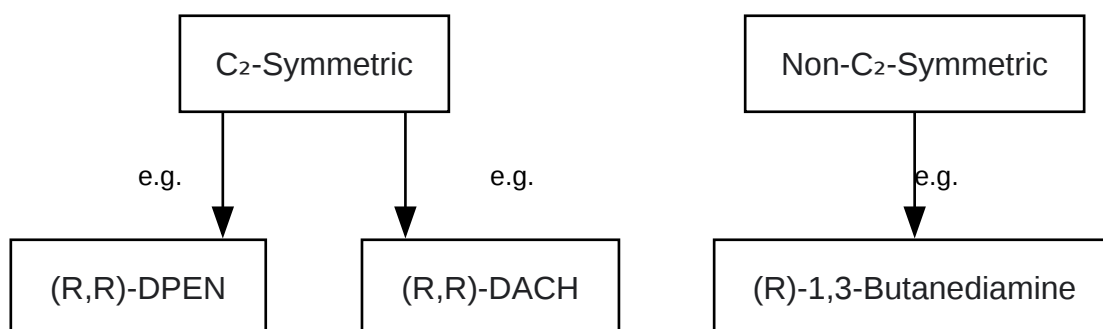 C₂-Symmetric
Non-C₂-Symmetric
e.g.
e.g.
e.g.
(R,R)-DPEN
(R,R)-DACH
(R)-1,3-Butanediamine